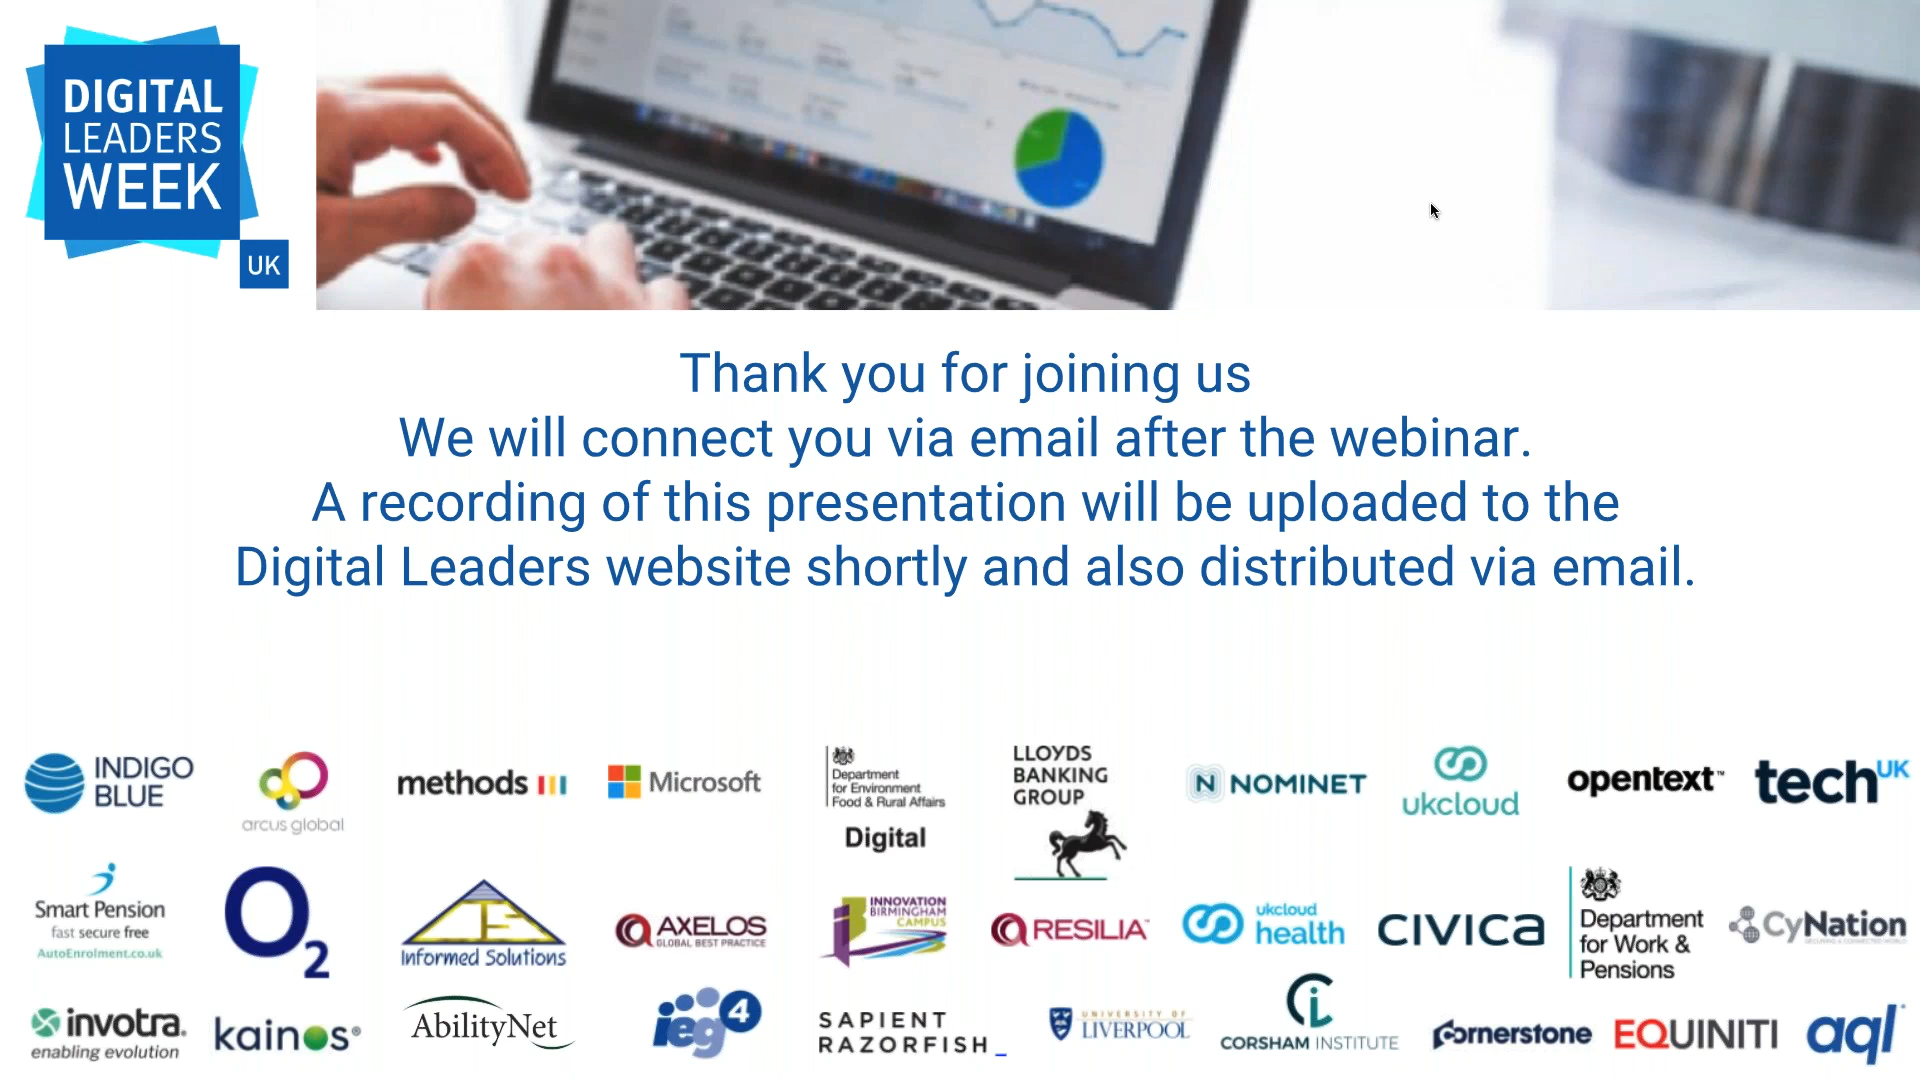 DIGITAL
LEADERS
WEEK
UK
Thank you for joining us
We will connect you via email after the webinar.
A recording of this presentation will be uploaded to the
Digital Leaders website shortly and also distributed via email.
INDIGO
BLUE
arcus global
methods
Microsoft
Department
for Environment
Food & Rural Affairs
Digital
LLOYDS
BANKING
GROUP
N NOMINET
ukcloud
opentext™
techUK
Smart Pension
fast secure free
AutoEnrolment.co.uk
O2
Informed Solutions
AXELOS
GLOBAL BEST PRACTICE
INNOVATION
BIRMINGHAM
CAMPUS
RESILIA™
ukcloud
health
CIVICA
Department
for Work &
Pensions
CyNation
invotra.
enabling evolution
kainos®
AbilityNet
ieg4
SAPIENT
RAZORFISH_
UNIVERSITY OF
LIVERPOOL
CORSHAM INSTITUTE
Cornerstone
EQUINITI
aql